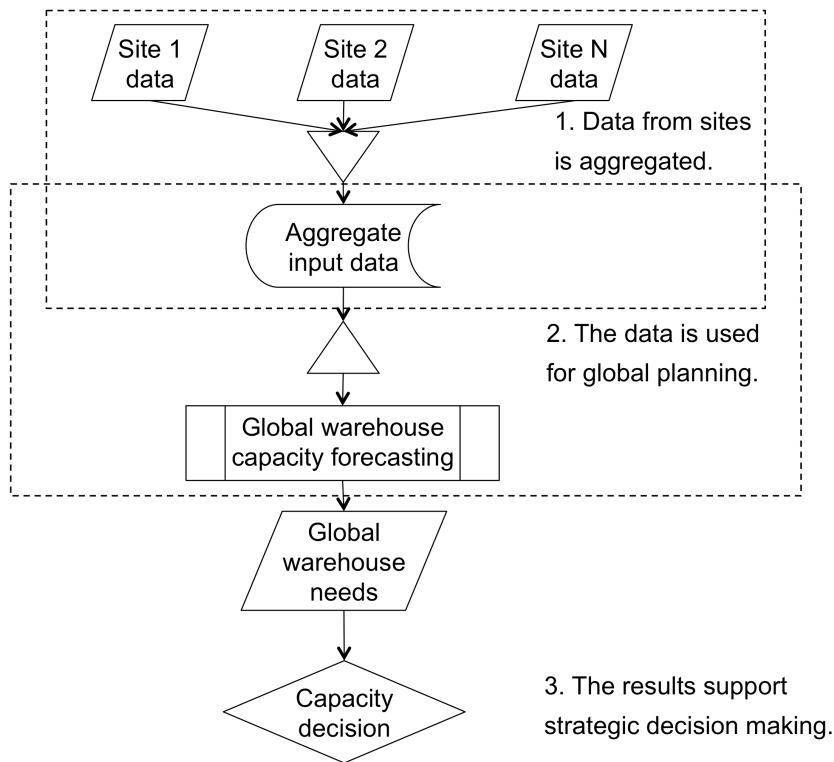 Site 1
data
Site 2
data
Site N
data
1. Data from sites
is aggregated.
Aggregate
input data
2. The data is used
for global planning.
Global warehouse
capacity forecasting
Global
warehouse
needs
Capacity
decision
3. The results support
strategic decision making.